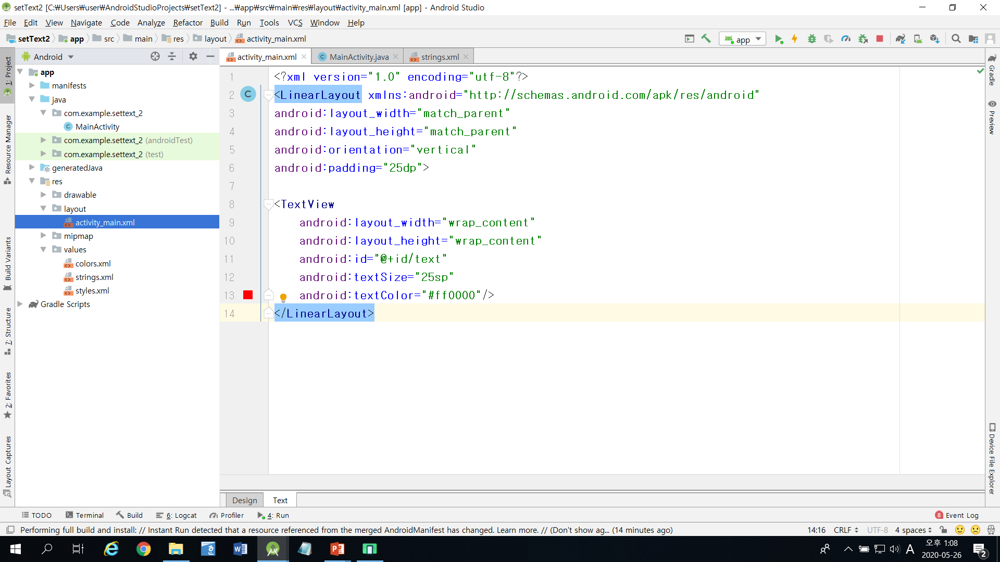 setText2 [C:₩Users₩user₩AndroidStudioProjects₩setText2] - ...₩app₩src₩main₩res₩layout₩activity_main.xml [app] - Android Studio
File Edit View Navigate Code Analyze Refactor Build Run Tools VCS Window Help
setText2 app src main res layout activity_main.xml app
1: Project
Resource Manager
Build Variants
7: Structure
2: Favorites
Layout Captures
Android
app
manifests
java
com.example.settext_2
MainActivity
com.example.settext_2 (androidTest)
com.example.settext_2 (test)
generatedJava
res
drawable
layout
activity_main.xml
mipmap
values
colors.xml
strings.xml
styles.xml
Gradle Scripts
activity_main.xml MainActivity.java strings.xml
1 <?xml version="1.0" encoding="utf-8"?>
2 <LinearLayout xmlns:android="http://schemas.android.com/apk/res/android"
3 android:layout_width="match_parent"
4 android:layout_height="match_parent"
5 android:orientation="vertical"
6 android:padding="25dp">
7
8 <TextView
9 android:layout_width="wrap_content"
10 android:layout_height="wrap_content"
11 android:id="@+id/text"
12 android:textSize="25sp"
13 android:textColor="#ff0000"/>
14 </LinearLayout>
Design Text
Gradle
Preview
Device File Explorer
TODO Terminal Build 6: Logcat Profiler 4: Run 8 Event Log
Performing full build and install: // Instant Run detected that a resource referenced from the merged AndroidManifest has changed. Learn more. // (Don't show ag... (14 minutes ago) 14:16 CRLF UTF-8 4 spaces
A 오후 1:08
2020-05-26 2